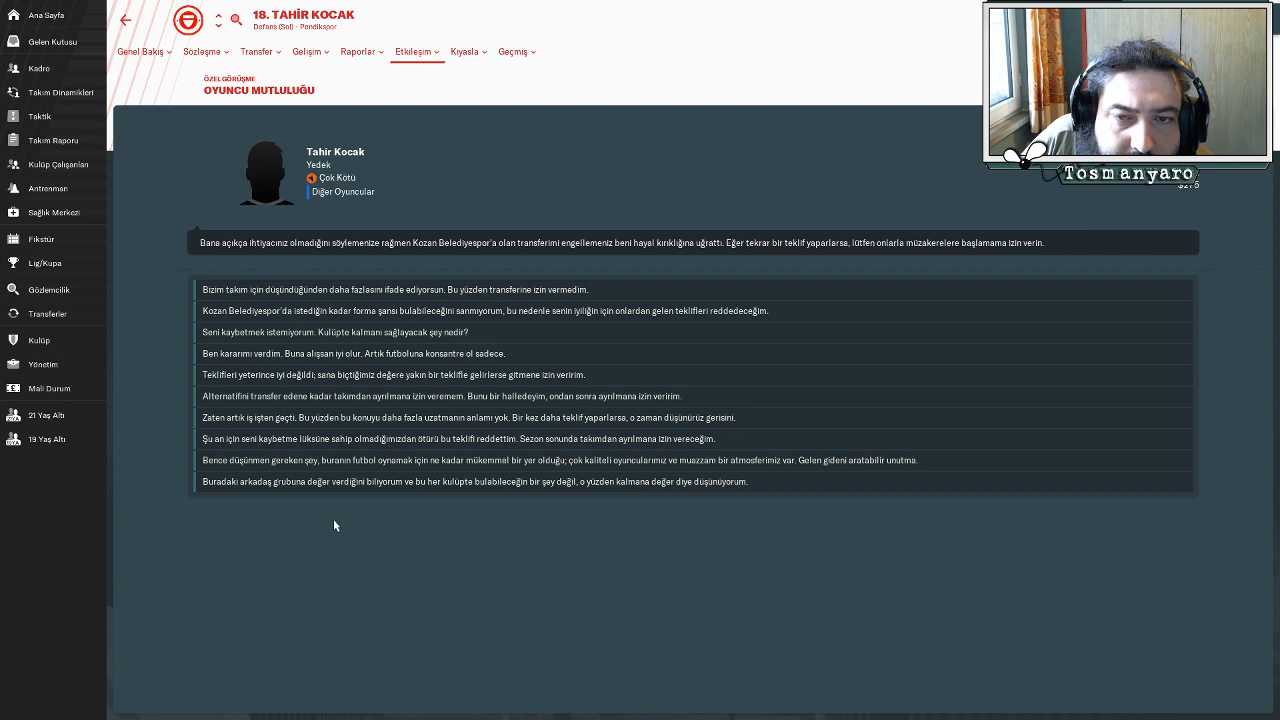 Ana Sayfa
Gelen Kutusu
Kadro
Takım Dinamikleri
Taktik
Takım Raporu
Kulüp Çalışanları
Antrenman
Sağlık Merkezi
Fikstür
Lig/Kupa
Gözlemcilik
Transferler
Kulüp
Yönetim
Mali Durum
21 Yaş Altı
19 Yaş Altı
18. TAHİR KOCAK
Defans (Sol) - Pendikspor
Genel Bakış Sözleşme Transfer Gelişim Raporlar Etkileşim Kıyasla Geçmiş
ÖZEL GÖRÜŞME
OYUNCU MUTLULUĞU
Tahir Kocak
Yedek
Çok Kötü
Diğer Oyuncular
Tosmanyaro
Bana açıkça ihtiyacınız olmadığını söylemenize rağmen Kozan Belediyespor'a olan transferimi engellemeniz beni hayal kırıklığına uğrattı. Eğer tekrar bir teklif yaparlarsa, lütfen onlarla müzakerelere başlamama izin verin.
Bizim takım için düşündüğünden daha fazlasını ifade ediyorsun. Bu yüzden transferine izin vermedim.
Kozan Belediyespor'da istediğin kadar forma şansı bulabileceğini sanmıyorum, bu nedenle senin iyiliğin için onlardan gelen teklifleri reddedeceğim.
Seni kaybetmek istemiyorum. Kulüpte kalmanı sağlayacak şey nedir?
Ben kararımı verdim. Buna alışsan iyi olur. Artık futboluna konsantre ol sadece.
Teklifleri yeterince iyi değildi; sana biçtiğimiz değere yakın bir teklifle gelirlerse gitmene izin veririm.
Alternatifini transfer edene kadar takımdan ayrılmana izin veremem. Bunu bir halledeyim, ondan sonra ayrılmana izin veririm.
Zaten artık iş işten geçti. Bu yüzden bu konuyu daha fazla uzatmanın anlamı yok. Bir kez daha teklif yaparlarsa, o zaman düşünürüz gerisini.
Şu an için seni kaybetme lüksüne sahip olmadığımızdan ötürü bu teklifi reddettim. Sezon sonunda takımdan ayrılmana izin vereceğim.
Bence düşünmen gereken şey, buranın futbol oynamak için ne kadar mükemmel bir yer olduğu; çok kaliteli oyuncularımız ve muazzam bir atmosferimiz var. Gelen gideni aratabilir unutma.
Buradaki arkadaş grubuna değer verdiğini biliyorum ve bu her kulüpte bulabileceğin bir şey değil, o yüzden kalmana değer diye düşünüyorum.